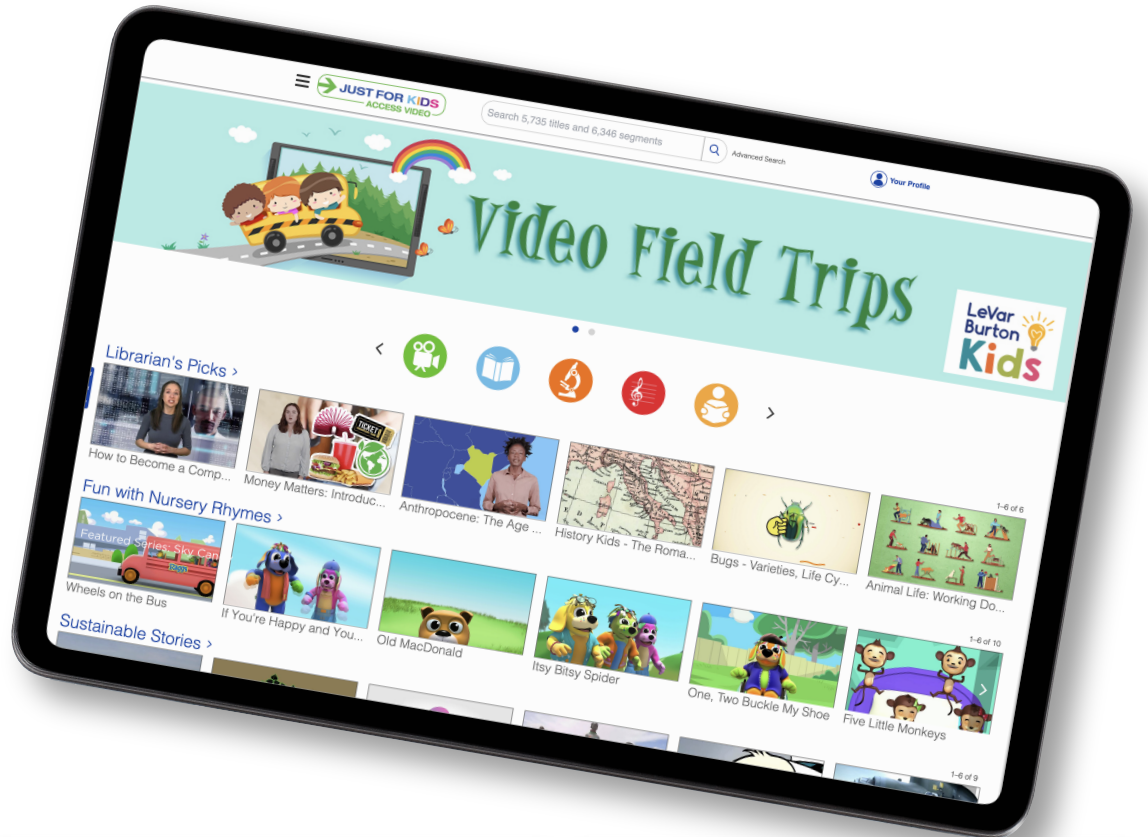 JUST FOR KIDS
ACCESS VIDEO
Search 5,735 titles and 6,346 segments
Advanced Search
Your Profile
Video Field Trips
LeVar
Burton
Kids
Librarian's Picks >
TICKET
How to Become a Comp...
Money Matters: Introduc...
Anthropocene: The Age ...
History Kids - The Roma...
Bugs - Varieties, Life Cy...
Animal Life: Working Do...
1–6 of 6
Fun with Nursery Rhymes >
Featured Series: Sky Can
Wheels on the Bus
If You're Happy and You...
Old MacDonald
Itsy Bitsy Spider
One, Two Buckle My Shoe
Five Little Monkeys
1–6 of 10
Sustainable Stories >
1–6 of 9